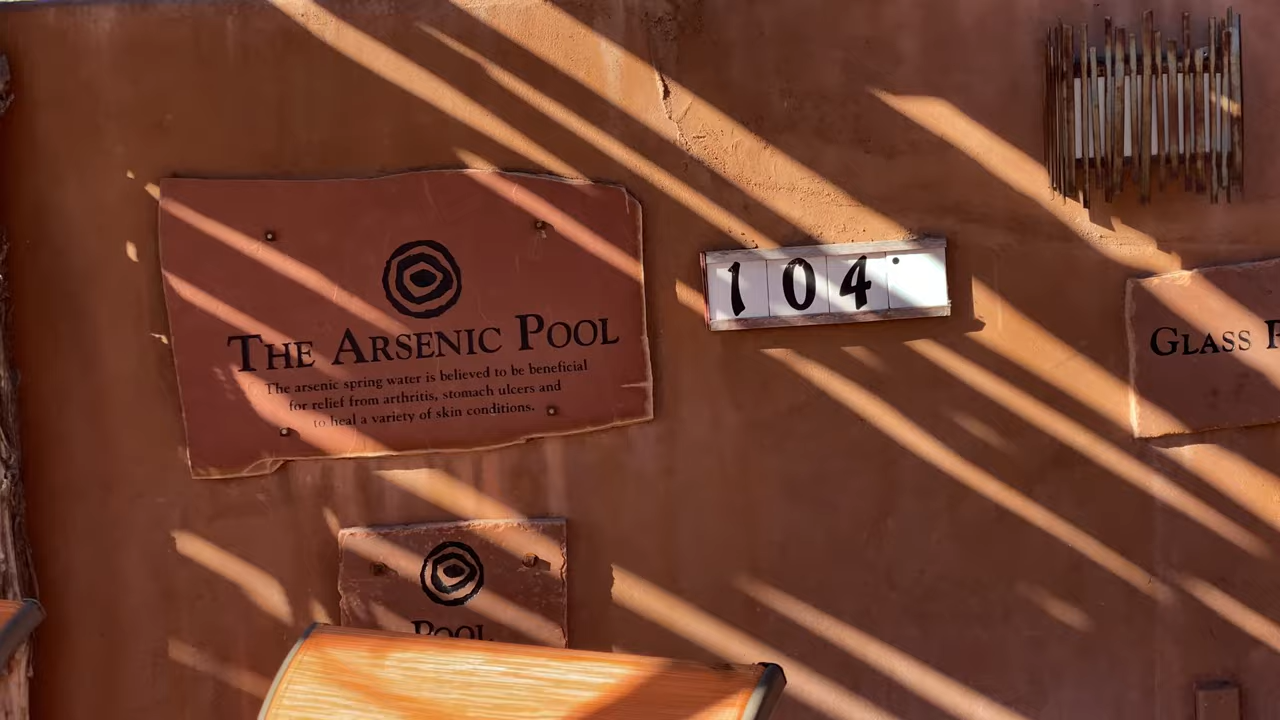 THE ARSENIC POOL
The arsenic spring water is believed to be beneficial
for relief from arthritis, stomach ulcers and
to heal a variety of skin conditions.
104°
GLASS
POOL